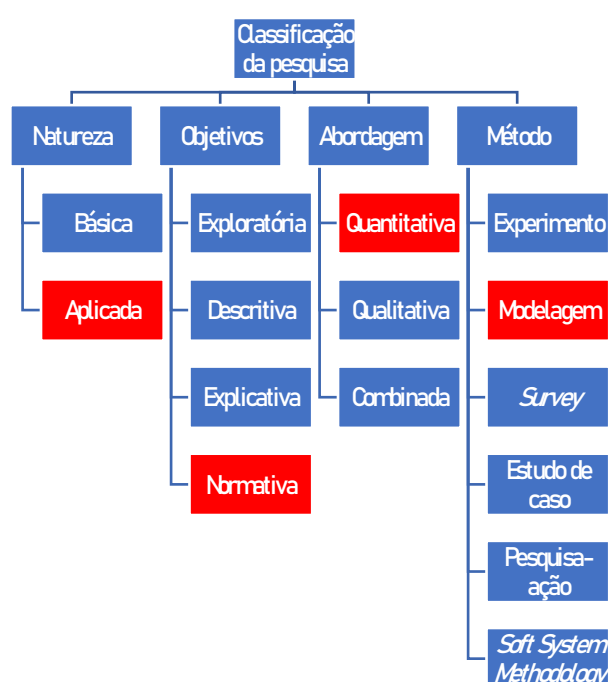 Classificação
da pesquisa
Natureza
Objetivos
Abordagem
Método
Básica
Aplicada
Exploratória
Descritiva
Explicativa
Normativa
Quantitativa
Qualitativa
Combinada
Experimento
Modelagem
Survey
Estudo de
caso
Pesquisa-
ação
Soft System
Methodology